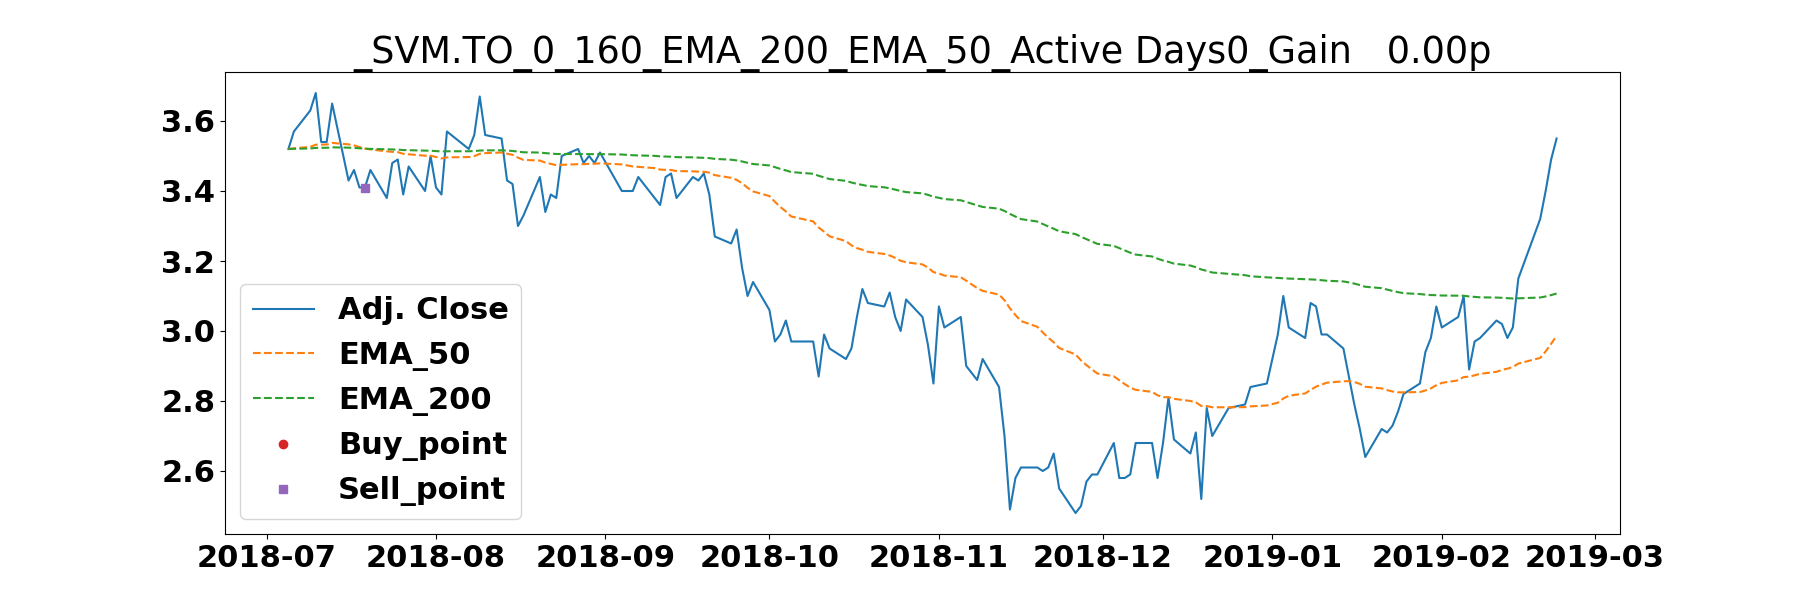 _SVM.TO_0_160_EMA_200_EMA_50_Active Days0_Gain   0.00p
3.6
3.4
3.2
3.0
2.8
2.6
Adj. Close
EMA_50
EMA_200
Buy_point
Sell_point
2018-07 2018-08 2018-09 2018-10 2018-11 2018-12 2019-01 2019-02 2019-03